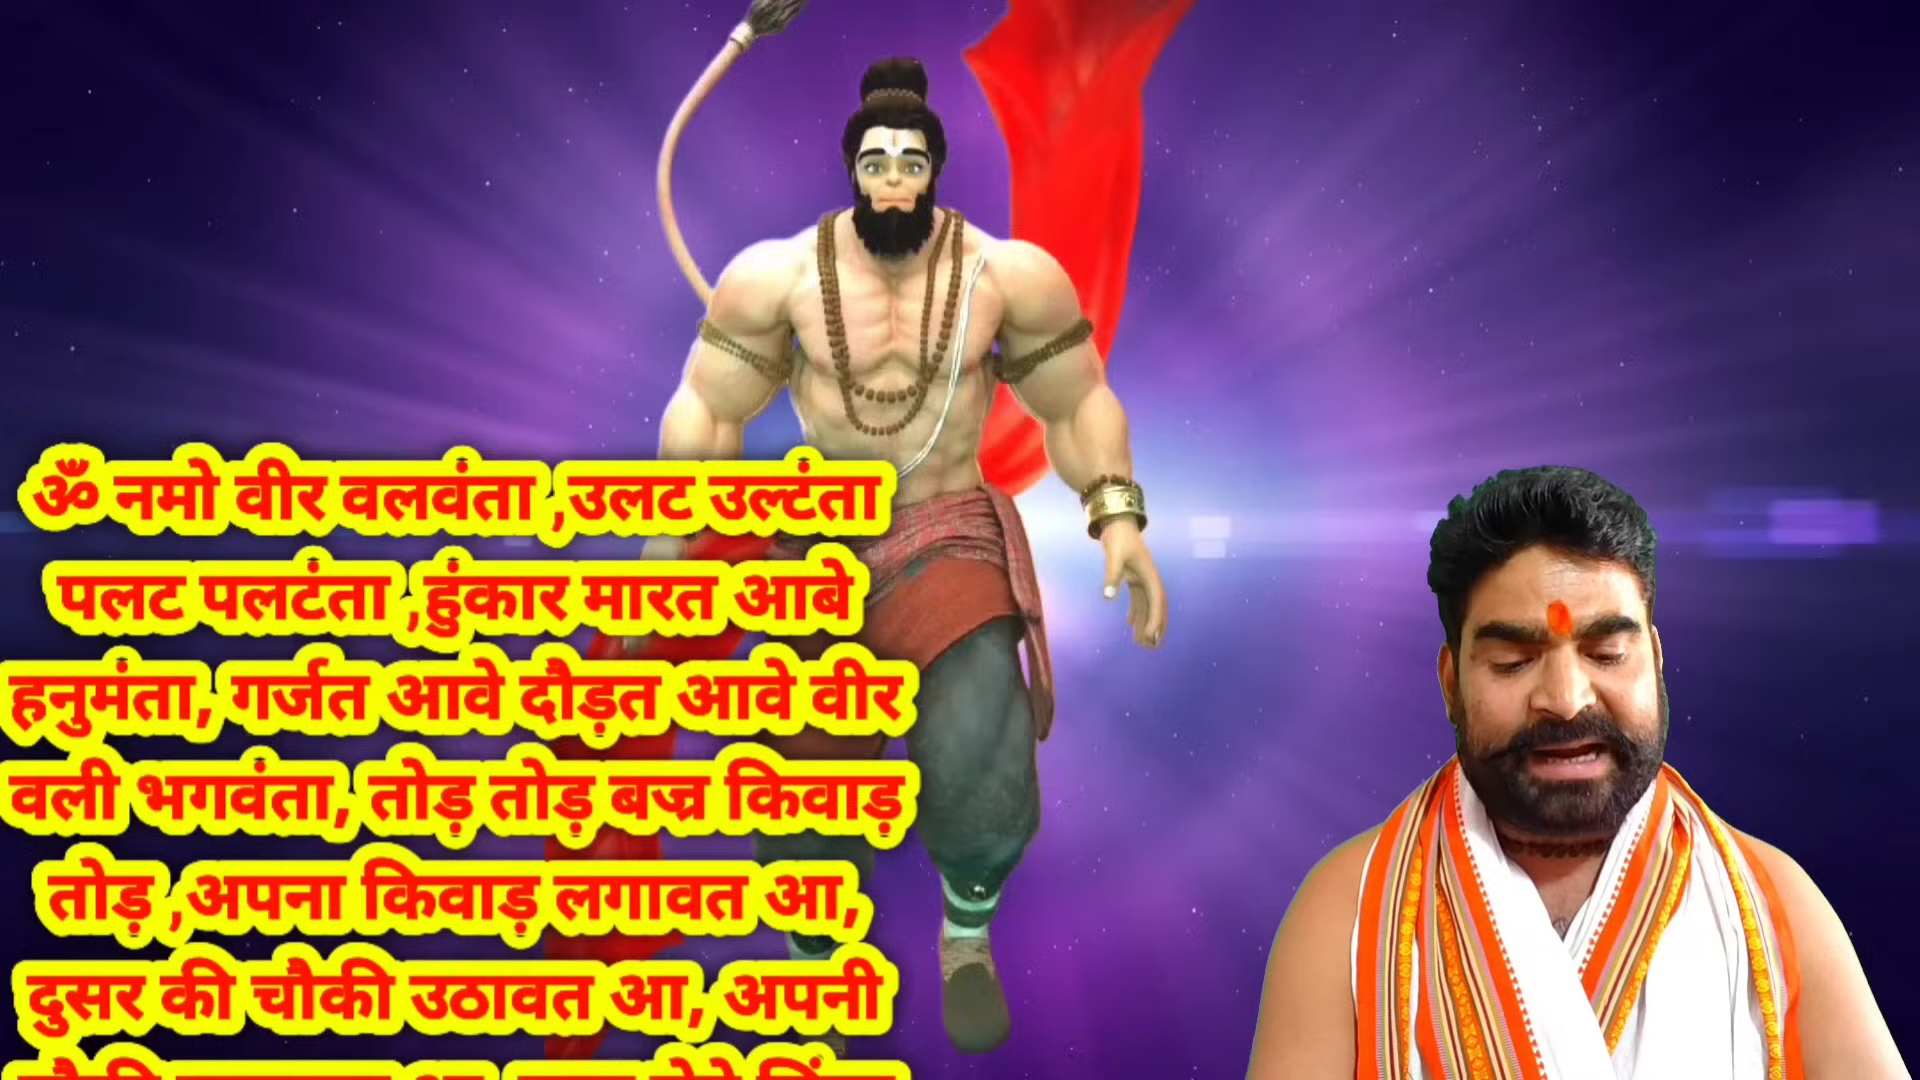 ॐ नमो वीर वलवंता ,उलट उल्टंता
पलट पलटंता ,हुंकार मारत आबे
हनुमंता, गर्जत आवे दौड़त आवे वीर
वली भगवंता, तोड़ तोड़ बज्र किवाड़
तोड़ ,अपना किवाड़ लगावत आ,
दुसर की चौकी उठावत आ, अपनी